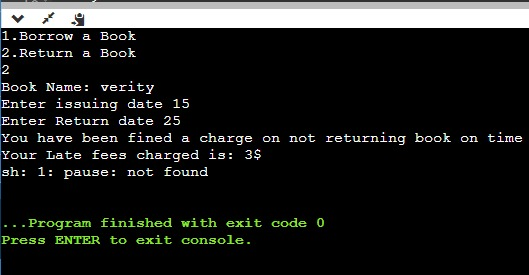 1.Borrow a Book
2.Return a Book
2
Book Name: verity
Enter issuing date 15
Enter Return date 25
You have been fined a charge on not returning book on time
Your Late fees charged is: 3$
sh: 1: pause: not found
...Program finished with exit code 0
Press ENTER to exit console.